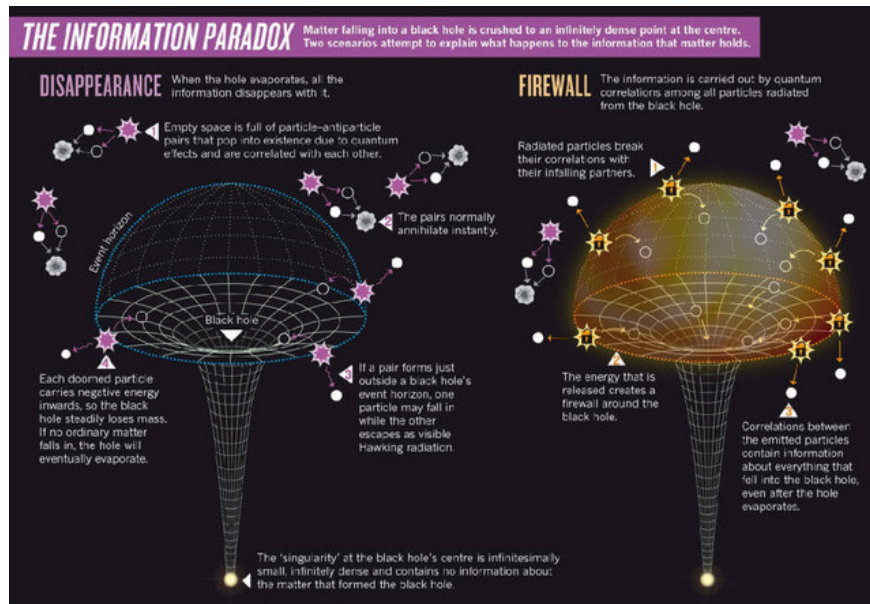 THE INFORMATION PARADOX
Matter falling into a black hole is crushed to an infinitely dense point at the centre.
Two scenarios attempt to explain what happens to the information that matter holds.
DISAPPEARANCE
When the hole evaporates, all the
information disappears with it.
1
Empty space is full of particle–antiparticle
pairs that pop into existence due to quantum
effects and are correlated with each other.
2
The pairs normally
annihilate instantly.
Event horizon
Black hole
3
If a pair forms just
outside a black hole's
event horizon, one
particle may fall in
while the other
escapes as visible
Hawking radiation.
4
Each doomed particle
carries negative energy
inwards, so the black
hole steadily loses mass.
If no ordinary matter
falls in, the hole will
eventually evaporate.
The ‘singularity’ at the black hole's centre is infinitesimally
small, infinitely dense and contains no information about
the matter that formed the black hole.
FIREWALL
The information is carried out by quantum
correlations among all particles radiated
from the black hole.
Radiated particles break
their correlations with
their infalling partners.
1
2
The energy that is
released creates a
firewall around the
black hole.
3
Correlations between
the emitted particles
contain information
about everything that
fell into the black hole,
even after the hole
evaporates.